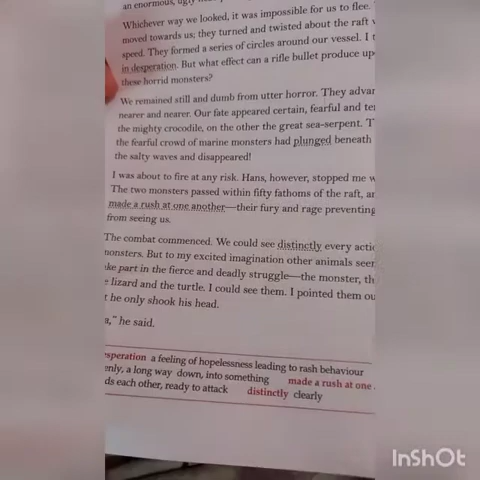 an enormous, ugly
Whichever way we looked, it was impossible for us to flee.
moved towards us; they turned and twisted about the raft
speed. They formed a series of circles around our vessel. I
in desperation. But what effect can a rifle bullet produce
these horrid monsters?
We remained still and dumb from utter horror. They
nearer and nearer. Our fate appeared certain, fearful and
the mighty crocodile, on the other the great sea-serpent.
the fearful crowd of marine monsters had plunged beneath
the salty waves and disappeared!
I was about to fire at any risk. Hans, however, stopped me
The two monsters passed within fifty fathoms of the raft,
made a rush at one another—their fury and rage preventing
from seeing us.
The combat commenced. We could see distinctly every
monsters. But to my excited imagination other animals
part in the fierce and deadly struggle—the monster,
lizard and the turtle. I could see them. I pointed them
he only shook his head.
he said.
a feeling of hopelessness leading to rash behaviour
a long way down, into something made a rush at one
each other, ready to attack distinctly clearly
InShOt